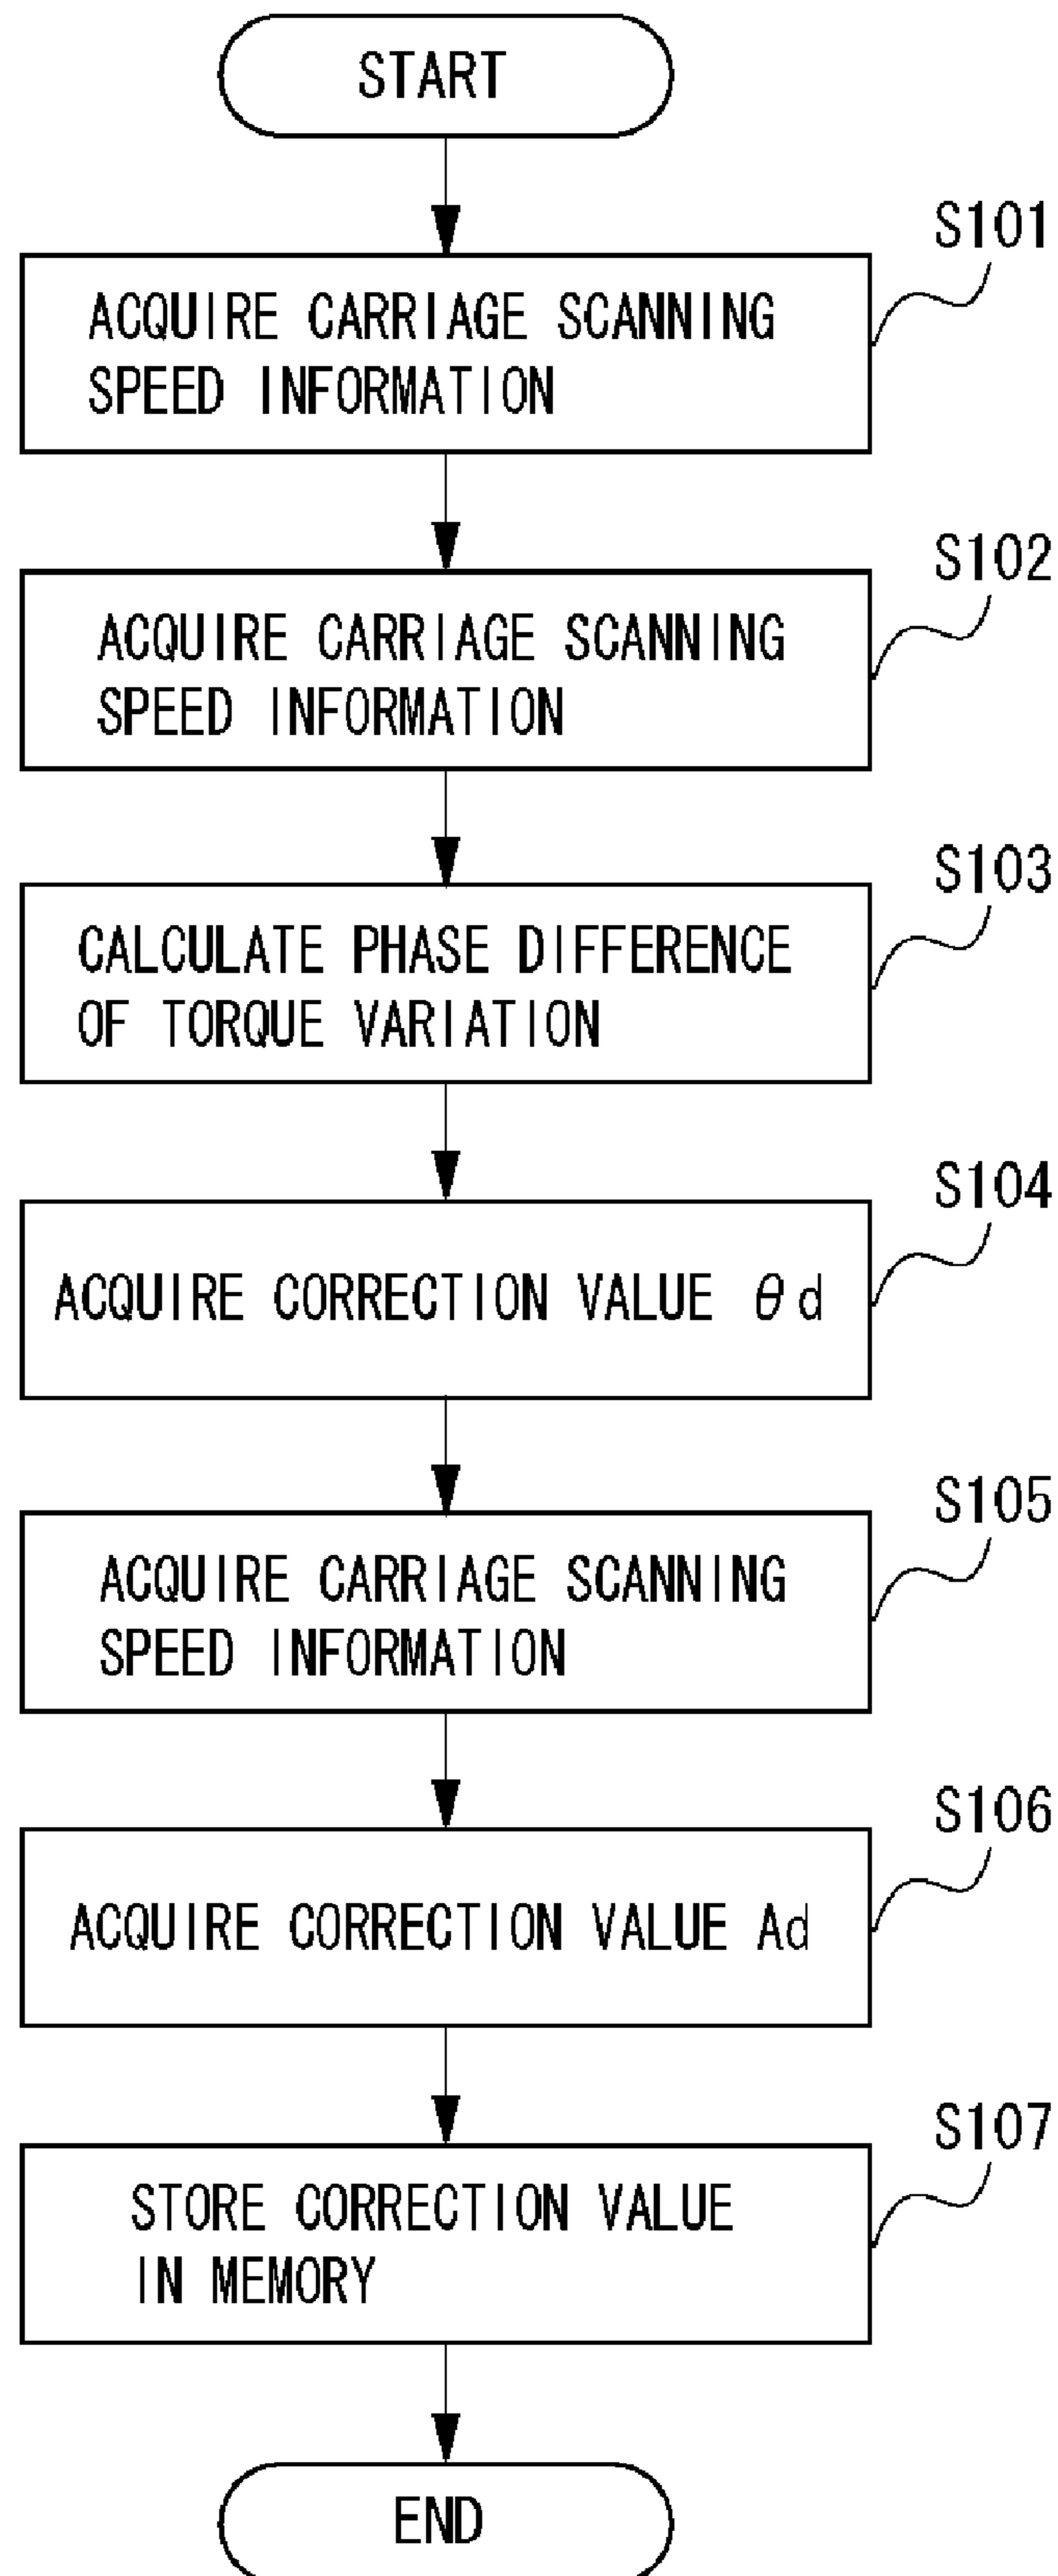 START
S101
ACQUIRE CARRIAGE SCANNING
SPEED INFORMATION
S102
ACQUIRE CARRIAGE SCANNING
SPEED INFORMATION
S103
CALCULATE PHASE DIFFERENCE
OF TORQUE VARIATION
S104
ACQUIRE CORRECTION VALUE θd
S105
ACQUIRE CARRIAGE SCANNING
SPEED INFORMATION
S106
ACQUIRE CORRECTION VALUE Ad
S107
STORE CORRECTION VALUE
IN MEMORY
END